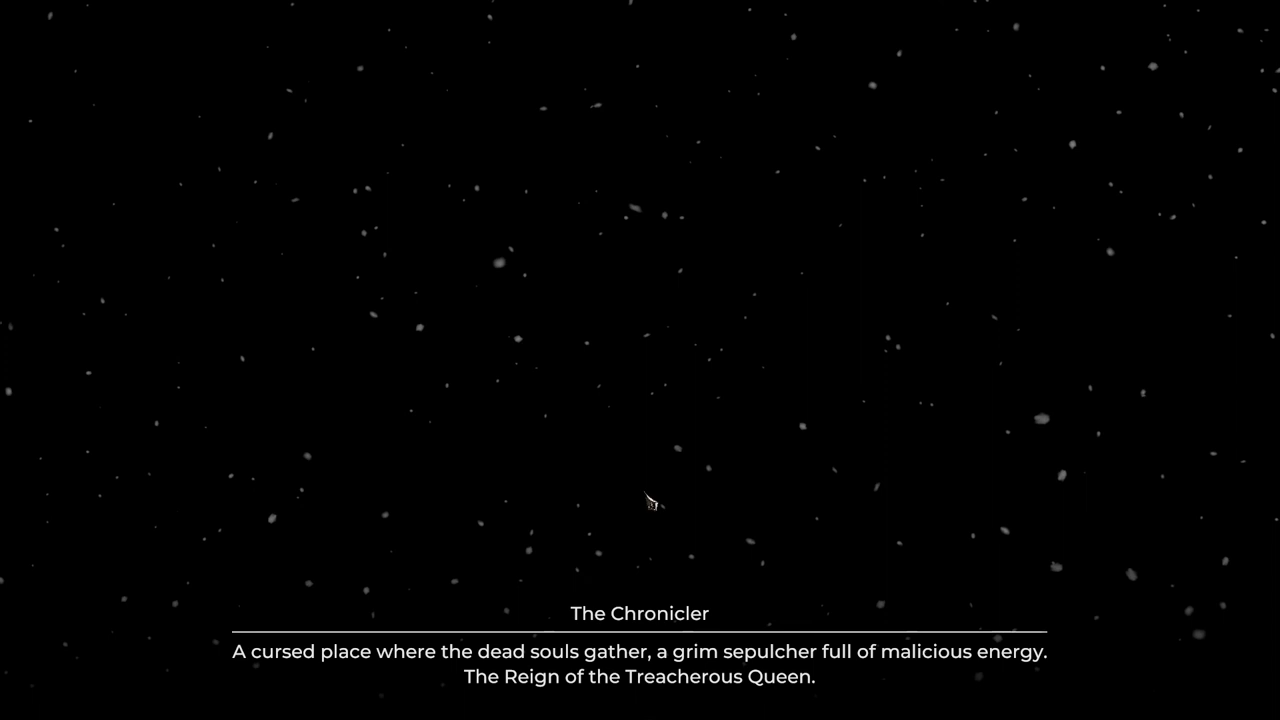 The Chronicler
A cursed place where the dead souls gather, a grim sepulcher full of malicious energy.
The Reign of the Treacherous Queen.